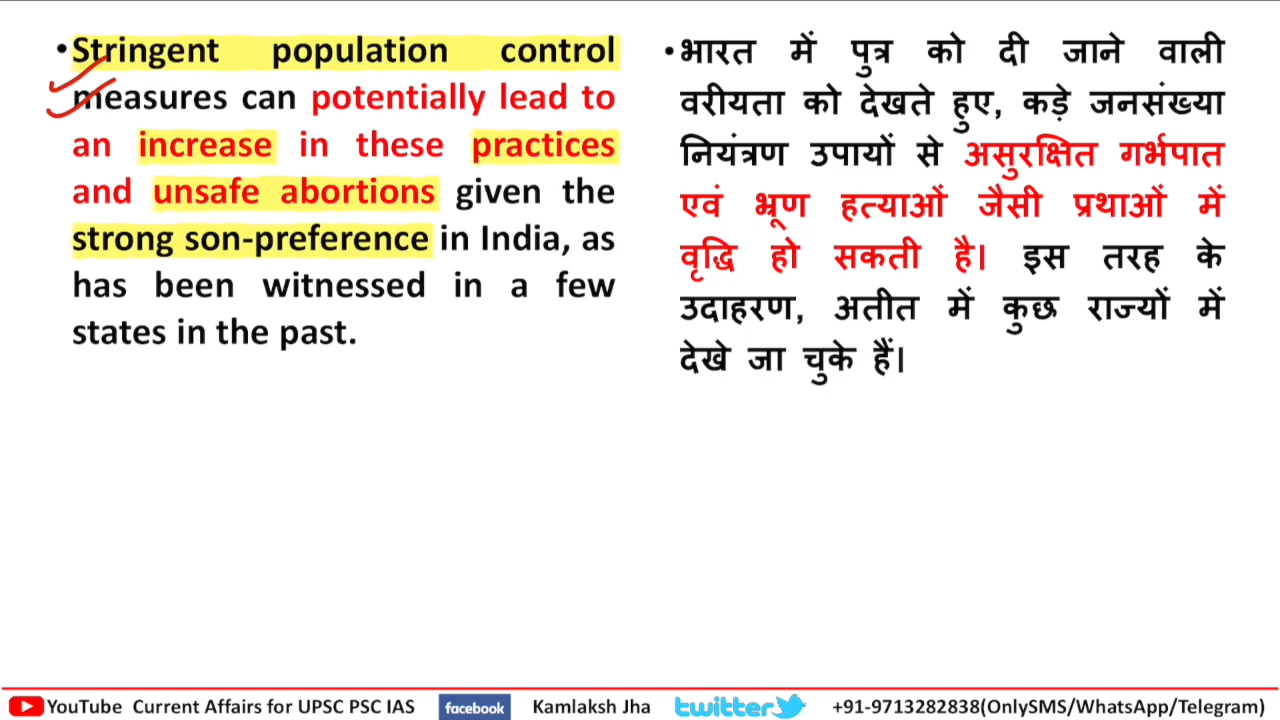 •Stringent population control
measures can potentially lead to
an increase in these practices
and unsafe abortions given the
strong son-preference in India, as
has been witnessed in a few
states in the past.
•भारत में पुत्र को दी जाने वाली
वरीयता को देखते हुए, कड़े जनसंख्या
नियंत्रण उपायों से असुरक्षित गर्भपात
एवं भ्रूण हत्याओं जैसी प्रथाओं में
वृद्धि हो सकती है। इस तरह के
उदाहरण, अतीत में कुछ राज्यों में
देखे जा चुके हैं।
YouTube Current Affairs for UPSC PSC IAS facebook Kamlaksh Jha twitter +91-9713282838(OnlySMS/WhatsApp/Telegram)